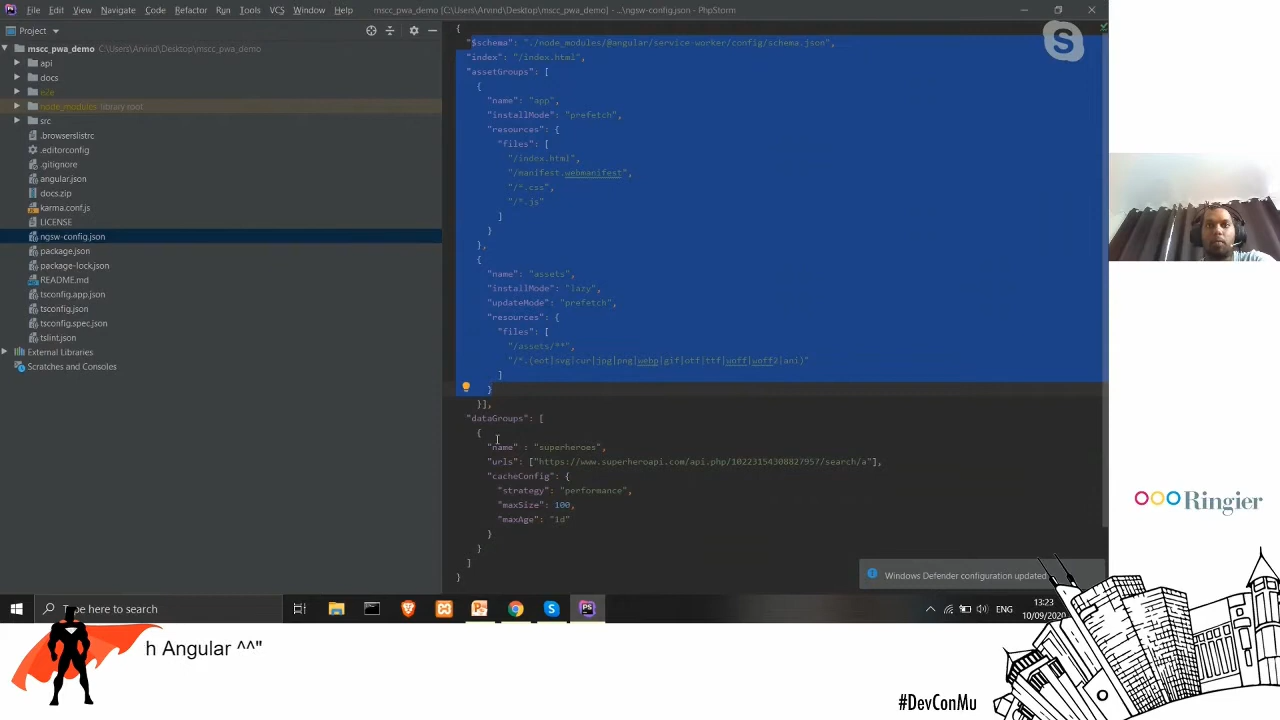 File Edit View Navigate Code Refactor Run Tools VCS Window Help mscc_pwa_demo [C:\Users\Arvind\Desktop\mscc_pwa_demo] - ...\ngsw-config.json - PhpStorm
Project
mscc_pwa_demo C:\Users\Arvind\Desktop\mscc_pwa_demo
api
docs
node_modules library root
src
.browserslistrc
.editorconfig
.gitignore
angular.json
docs.zip
karma.conf.js
LICENSE
ngsw-config.json
package.json
package-lock.json
README.md
tsconfig.app.json
tsconfig.json
tsconfig.spec.json
tslint.json
External Libraries
Scratches and Consoles
{
"$schema": "./node_modules/@angular/service-worker/config/schema.json",
"index": "/index.html",
"assetGroups": [
{
"name": "app",
"installMode": "prefetch",
"resources": {
"files": [
"/index.html",
"/manifest.webmanifest",
"/*.css",
"/*.js"
]
}
},
{
"name": "assets",
"installMode": "lazy",
"updateMode": "prefetch",
"resources": {
"files": [
"/assets/**",
"/*.(eot|svg|cur|jpg|png|webp|gif|otf|ttf|woff|woff2|ani)"
]
}
}],
"dataGroups": [
{
"name" : "superheroes",
"urls": ["https://www.superheroapi.com/api.php/10223154308827957/search/a"],
"cacheConfig": {
"strategy": "performance",
"maxSize": 100,
"maxAge": "1d"
}
}
]
}
Windows Defender configuration updated
Type here to search
ENG
13:23
10/09/2020
Ringier
h Angular ^^"
#DevConMu